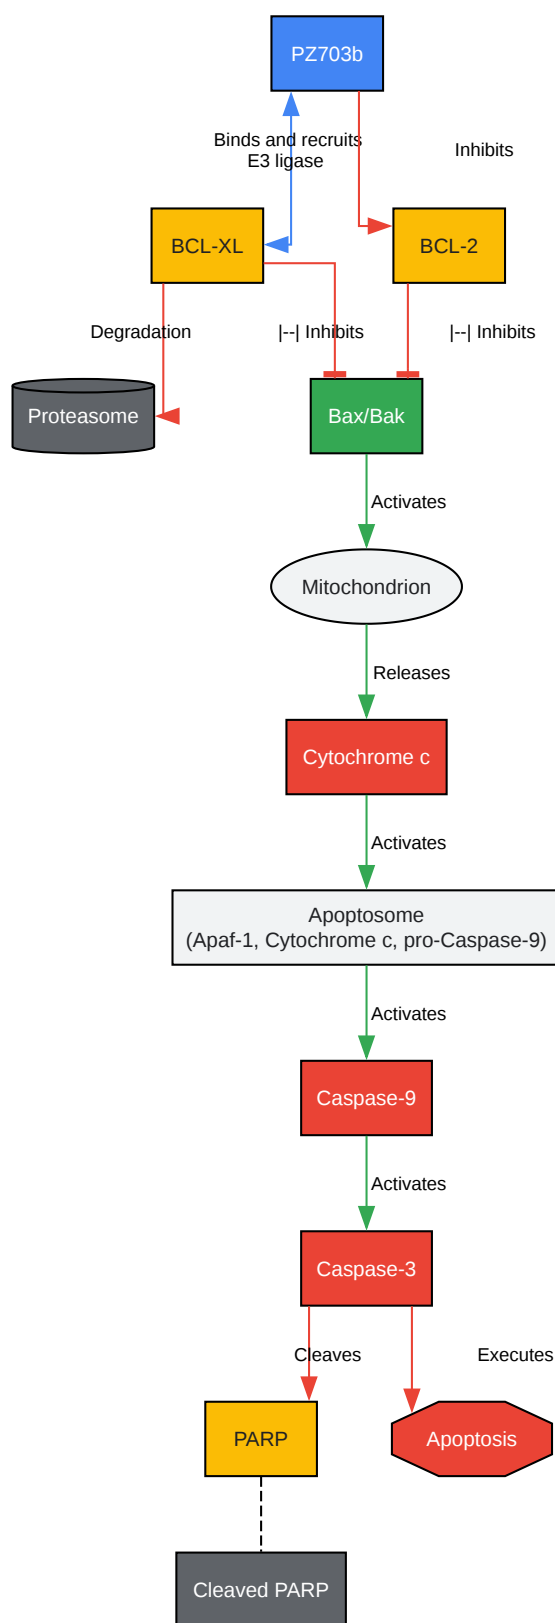 PZ703b
Binds and recruits
E3 ligase
Inhibits
BCL-XL
BCL-2
Degradation
|--| Inhibits
|--| Inhibits
Proteasome
Bax/Bak
Activates
Mitochondrion
Releases
Cytochrome c
Activates
Apoptosome
(Apaf-1, Cytochrome c, pro-Caspase-9)
Activates
Caspase-9
Activates
Caspase-3
Cleaves
Executes
PARP
Apoptosis
Cleaved PARP